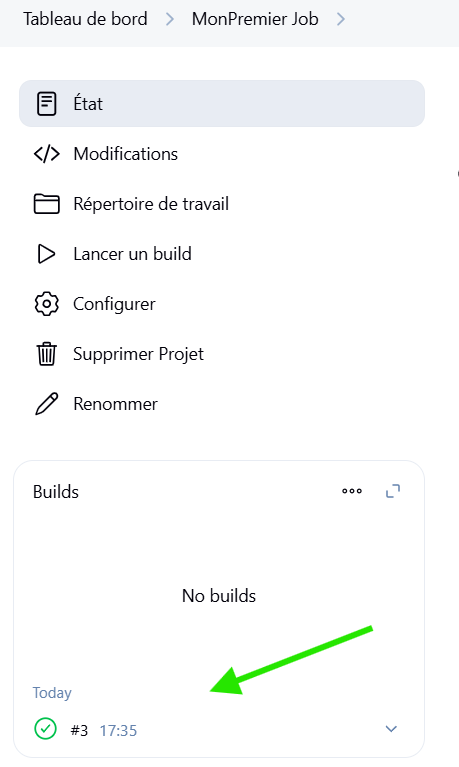 Tableau de bord > MonPremier Job >
État
Modifications
Répertoire de travail
Lancer un build
Configurer
Supprimer Projet
Renommer
Builds
No builds
Today
#3 17:35